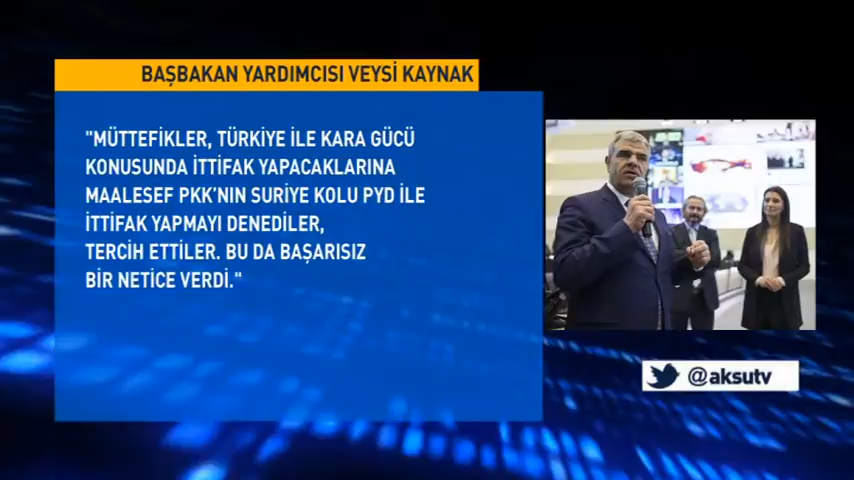 BAŞBAKAN YARDIMCISI VEYSİ KAYNAK
"MÜTTEFİKLER, TÜRKİYE İLE KARA GÜCÜ
KONUSUNDA İTTİFAK YAPACAKLARINA
MAALESEF PKK'NIN SURİYE KOLU PYD İLE
İTTİFAK YAPMAYI DENEDİLER,
TERCİH ETTİLER. BU DA BAŞARISIZ
BİR NETİCE VERDİ."
@aksutv